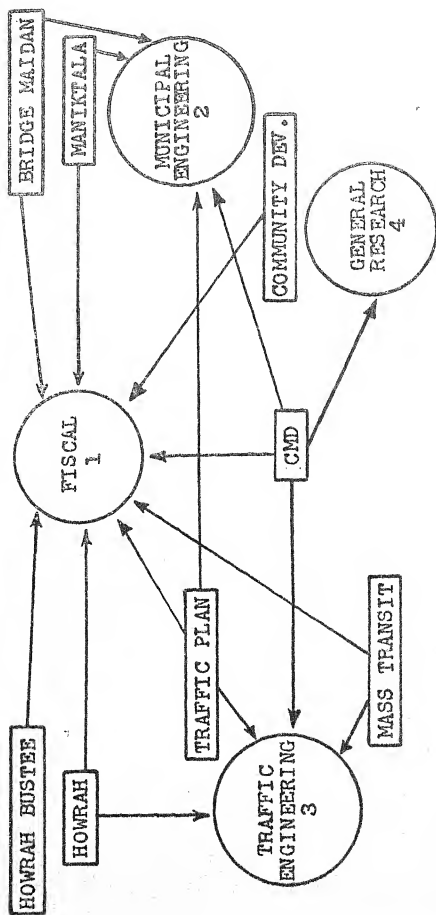 HOWRAH BUSTEE
HOWRAH
TRAFFIC
ENGINEERING
3
TRAFFIC PLAN
MASS TRANSIT
FISCAL
1
CMD
BRIDGE MAIDAN
MANIKTALA
MUNICIPAL
ENGINEERING
2
COMMUNITY DEV.
GENERAL
RESEARCH
4